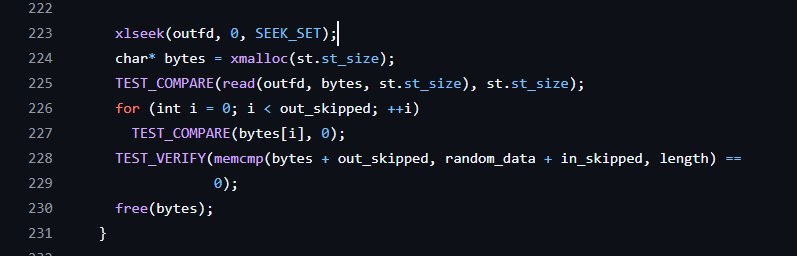 222
223 xlseek(outfd, 0, SEEK_SET);
224 char* bytes = xmalloc(st.st_size);
225 TEST_COMPARE(read(outfd, bytes, st.st_size), st.st_size);
226 for (int i = 0; i < out_skipped; ++i)
227 TEST_COMPARE(bytes[i], 0);
228 TEST_VERIFY(memcmp(bytes + out_skipped, random_data + in_skipped, length) ==
229 0);
230 free(bytes);
231 }